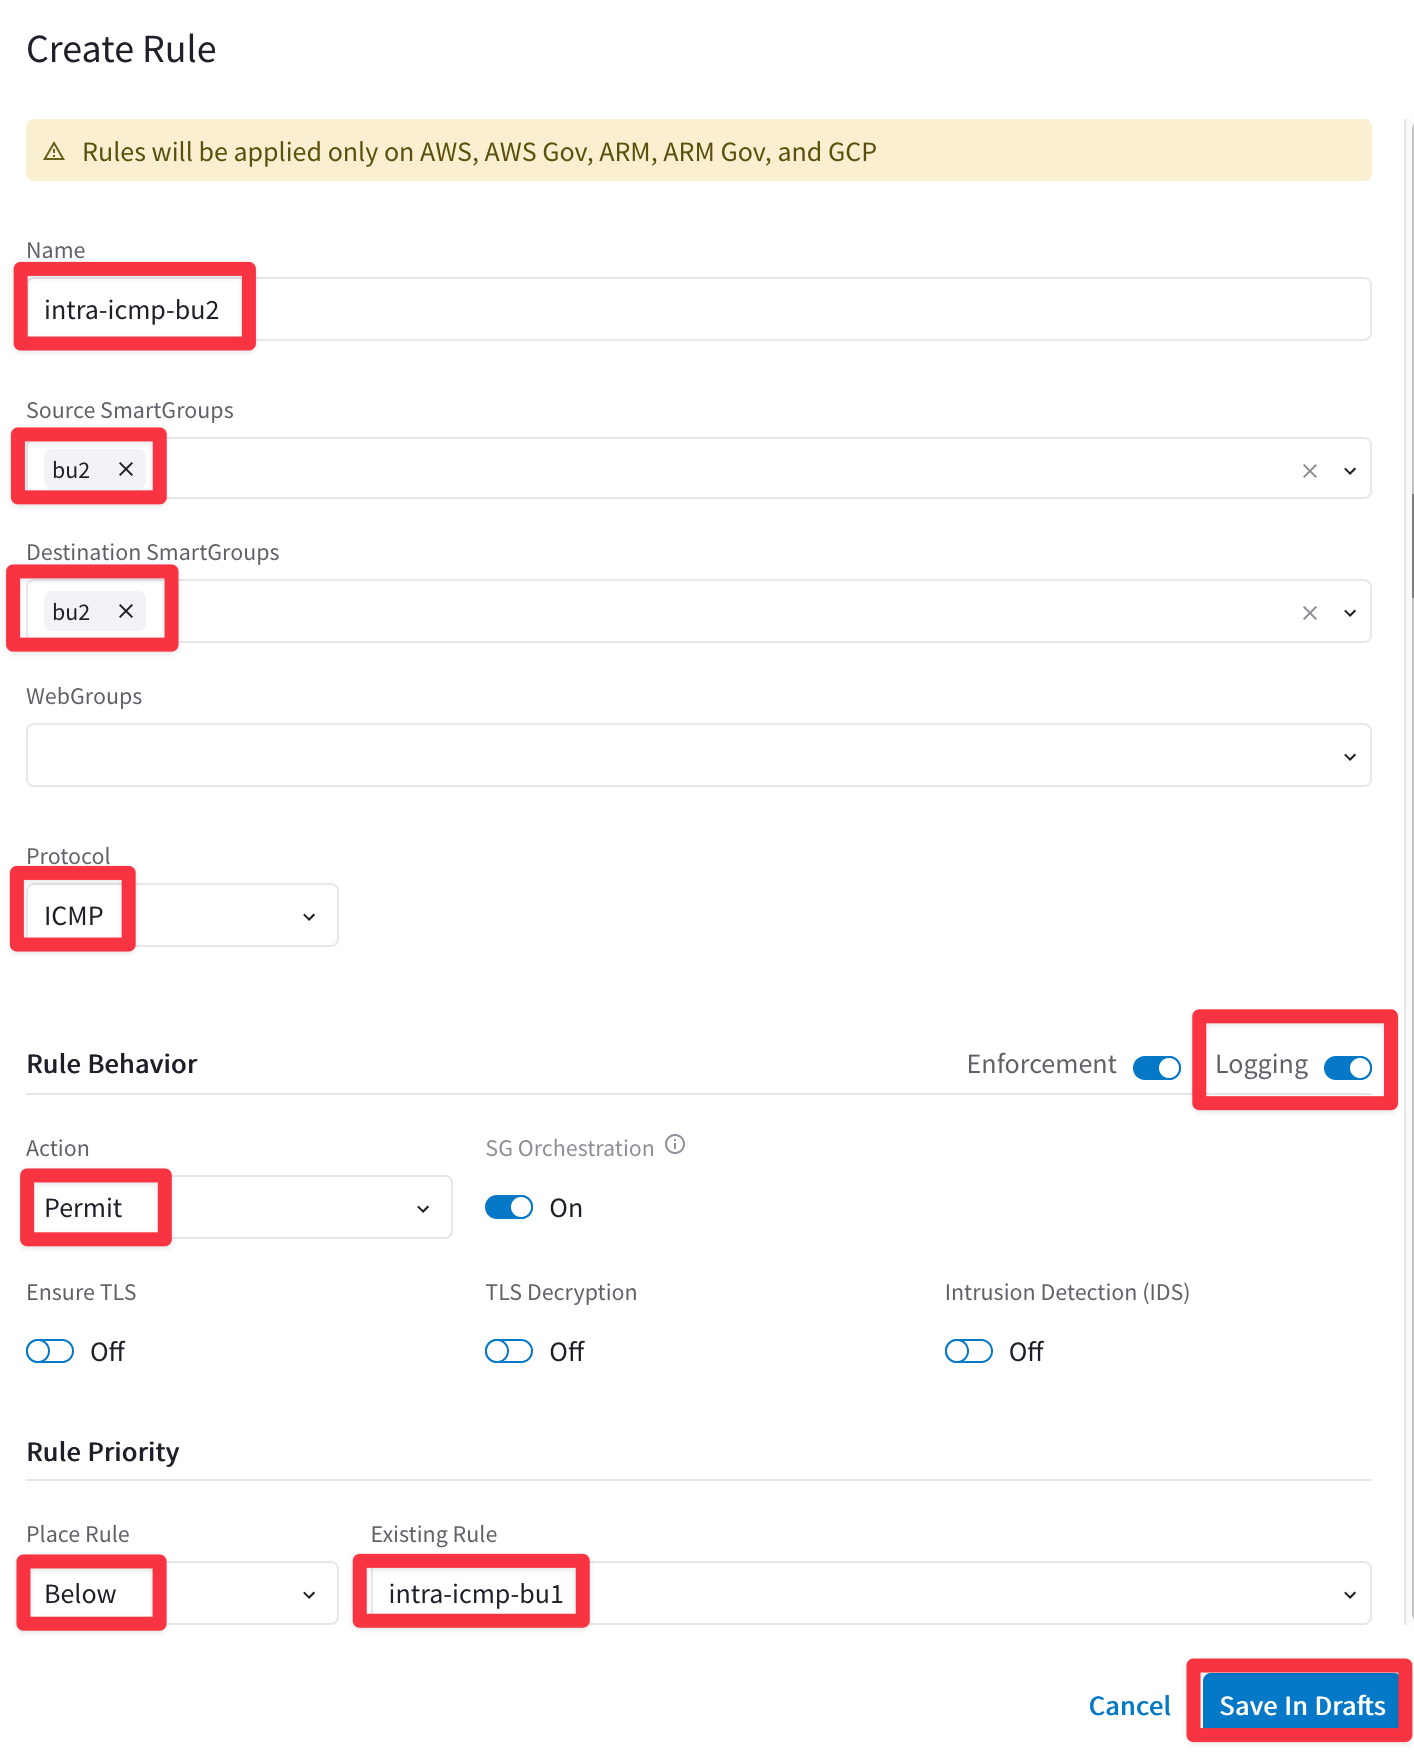 Create Rule
Rules will be applied only on AWS, AWS Gov, ARM, ARM Gov, and GCP
Name
intra-icmp-bu2
Source SmartGroups
bu2
Destination SmartGroups
bu2
WebGroups
Protocol
ICMP
Rule Behavior Enforcement Logging
Action SG Orchestration
Permit On
Ensure TLS TLS Decryption Intrusion Detection (IDS)
Off Off Off
Rule Priority
Place Rule Existing Rule
Below intra-icmp-bu1
Cancel Save In Drafts